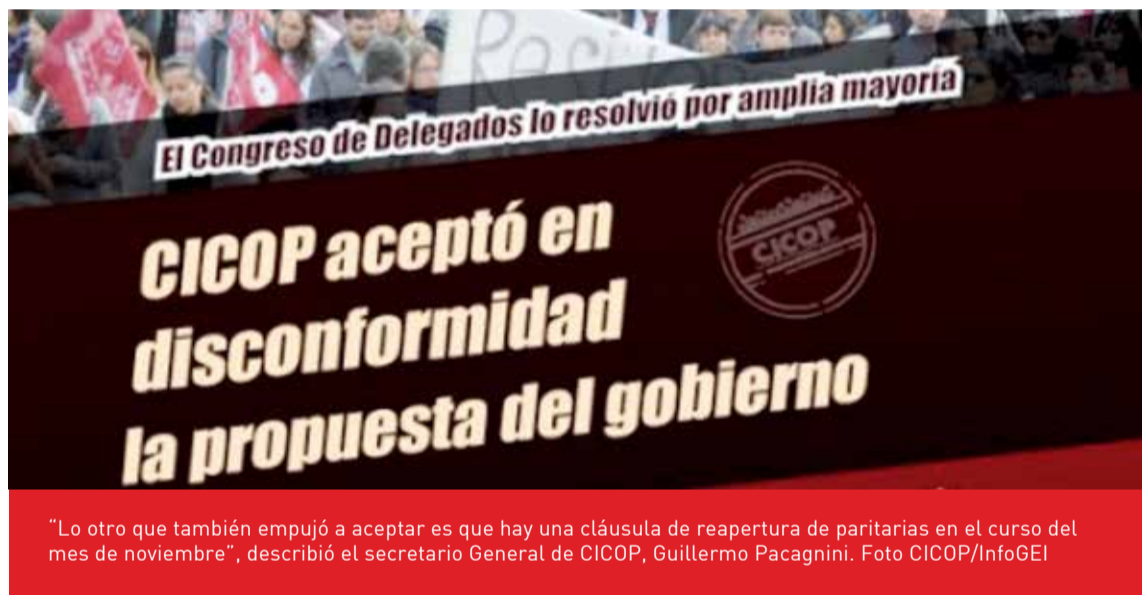 Resi
El Congreso de Delegados lo resolvió por amplia mayoría
CICOP
CICOP aceptó en
disconformidad
la propuesta del gobierno
“Lo otro que también empujó a aceptar es que hay una cláusula de reapertura de paritarias en el curso del
mes de noviembre”, describió el secretario General de CICOP, Guillermo Pacagnini. Foto CICOP/InfoGEI